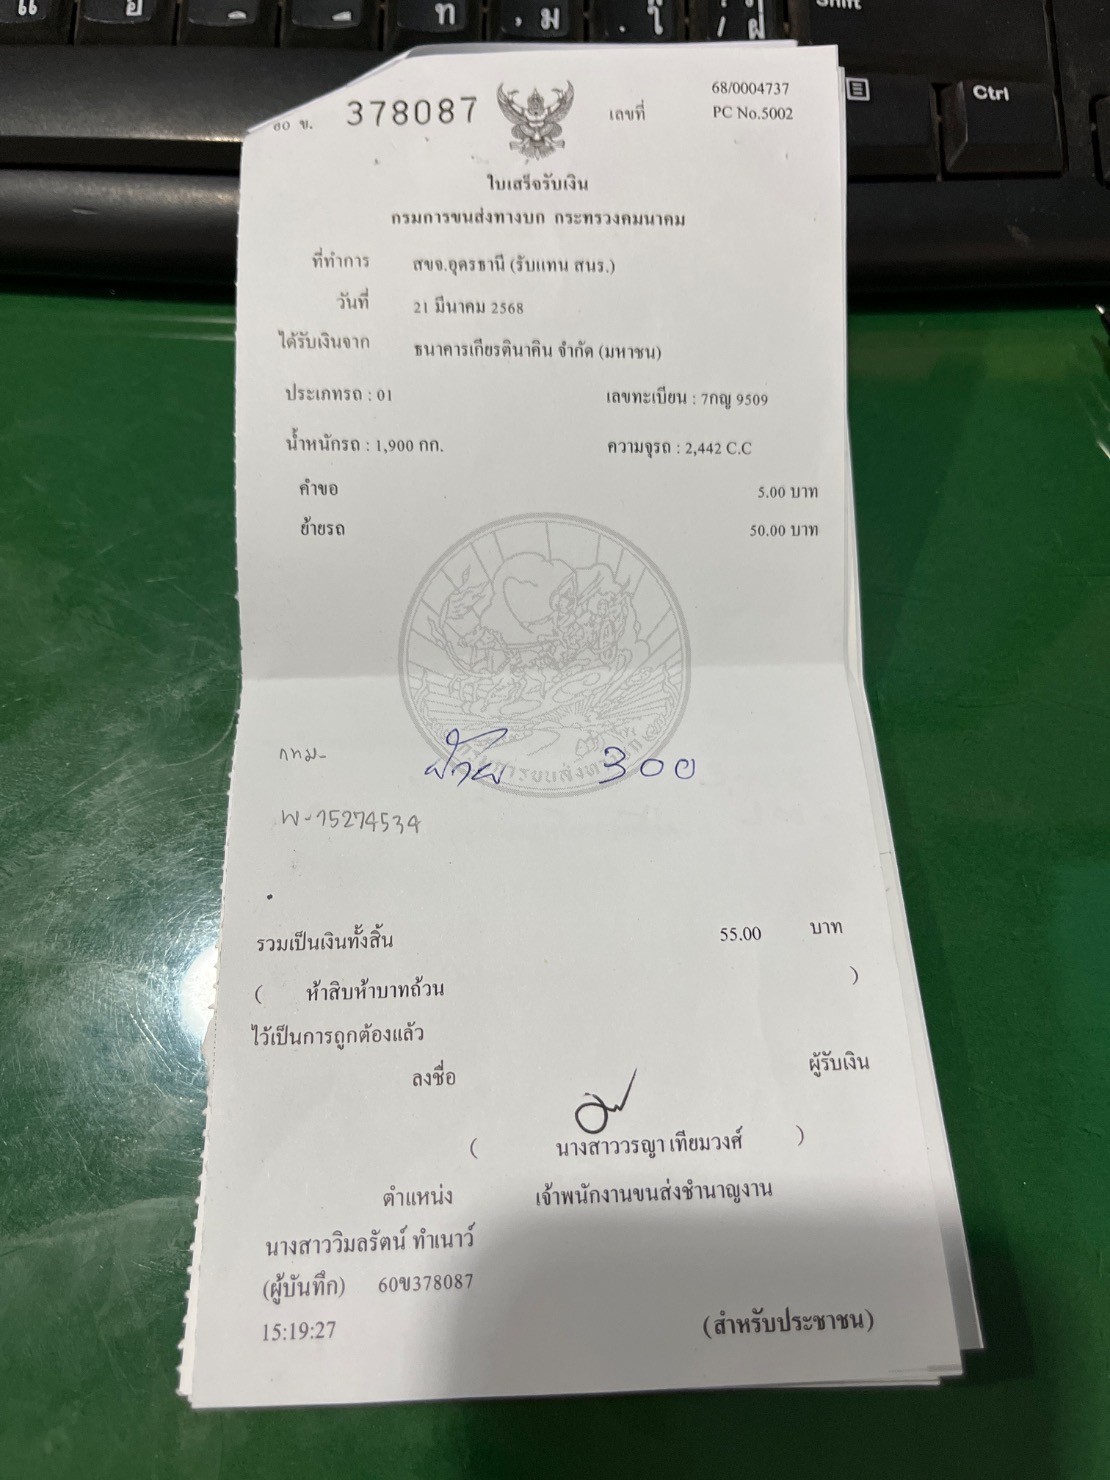 60 ข. 378087 เลขที่ 68/0004737
PC No.5002
ใบเสร็จรับเงิน
กรมการขนส่งทางบก กระทรวงคมนาคม
ที่ทำการ สขจ.อุดรธานี (รับแทน สนร.)
วันที่ 21 มีนาคม 2568
ได้รับเงินจาก ธนาคารเกียรตินาคิน จำกัด (มหาชน)
ประเภทรถ : 01 เลขทะเบียน : 7กญ 9509
น้ำหนักรถ : 1,900 กก. ความจุรถ : 2,442 C.C
คำขอ 5.00 บาท
ย้ายรถ 50.00 บาท
กทม-
ย้าย 300
W-15274534
รวมเป็นเงินทั้งสิ้น 55.00 บาท
( ห้าสิบห้าบาทถ้วน )
ไว้เป็นการถูกต้องแล้ว
ลงชื่อ ผู้รับเงิน
( นางสาววรญา เทียมวงศ์ )
ตำแหน่ง เจ้าพนักงานขนส่งชำนาญงาน
นางสาววิมลรัตน์ ทำเนาว์
(ผู้บันทึก) 60ข378087
15:19:27 (สำหรับประชาชน)
Shift
Ctrl